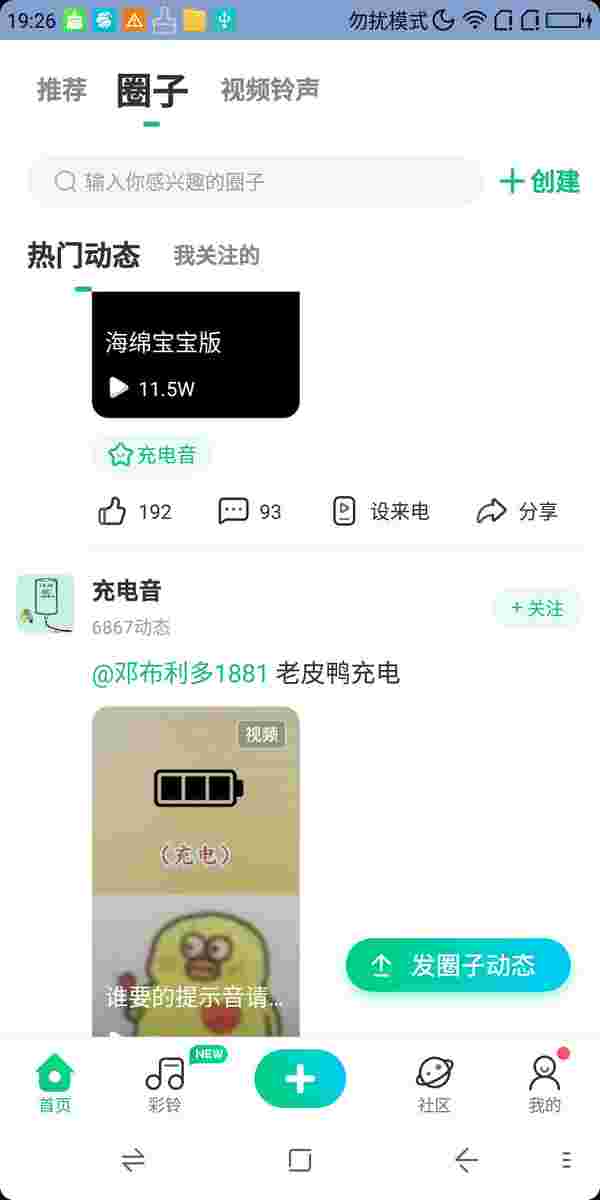 19:26
勿扰模式
推荐
圈子
视频铃声
输入你感兴趣的圈子
创建
热门动态
我关注的
海绵宝宝版
11.5W
充电音
192
93
设来电
分享
充电音
+ 关注
6867动态
@邓布利多1881 老皮鸭充电
视频
（充电）
谁要的提示音请...
发圈子动态
NEW
首页
彩铃
社区
我的